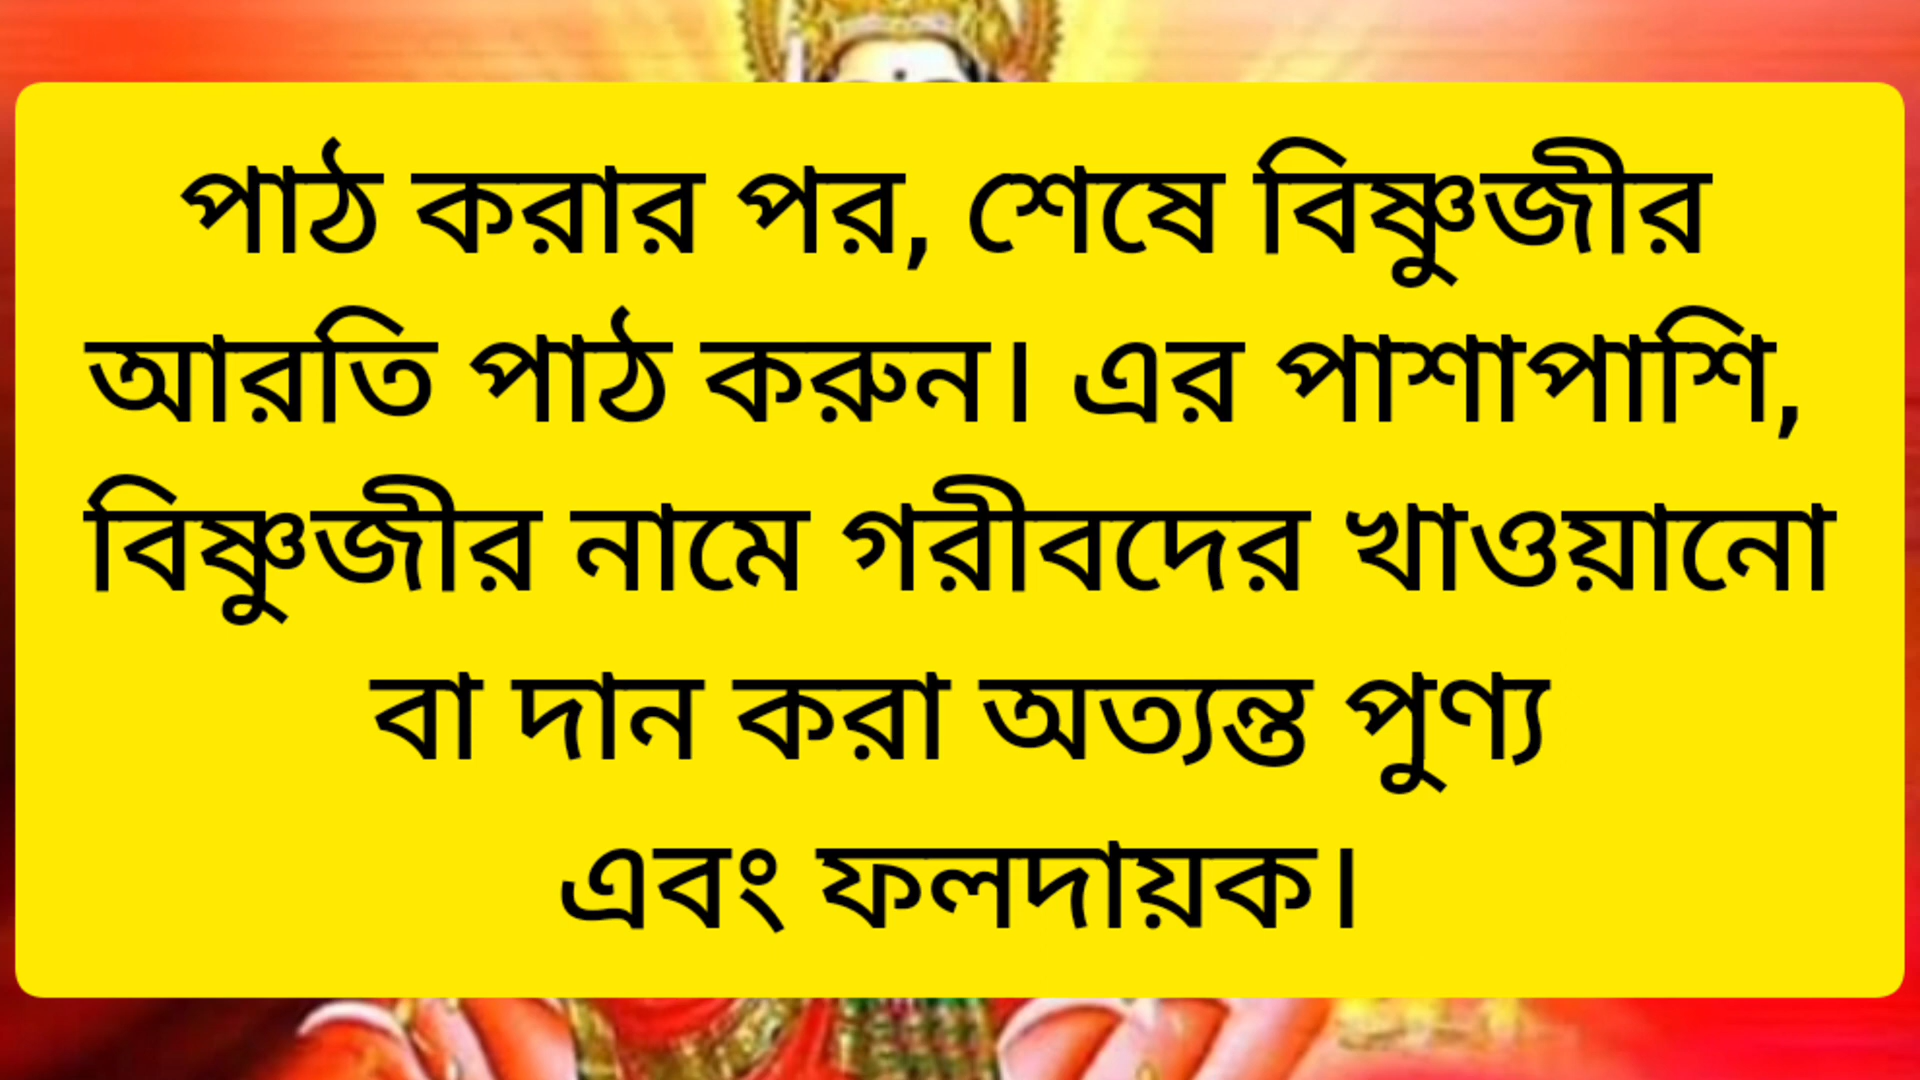 পাঠ করার পর, শেষে বিষ্ণুজীর
আরতি পাঠ করুন। এর পাশাপাশি,
বিষ্ণুজীর নামে গরীবদের খাওয়ানো
বা দান করা অত্যন্ত পুণ্য
এবং ফলদায়ক।